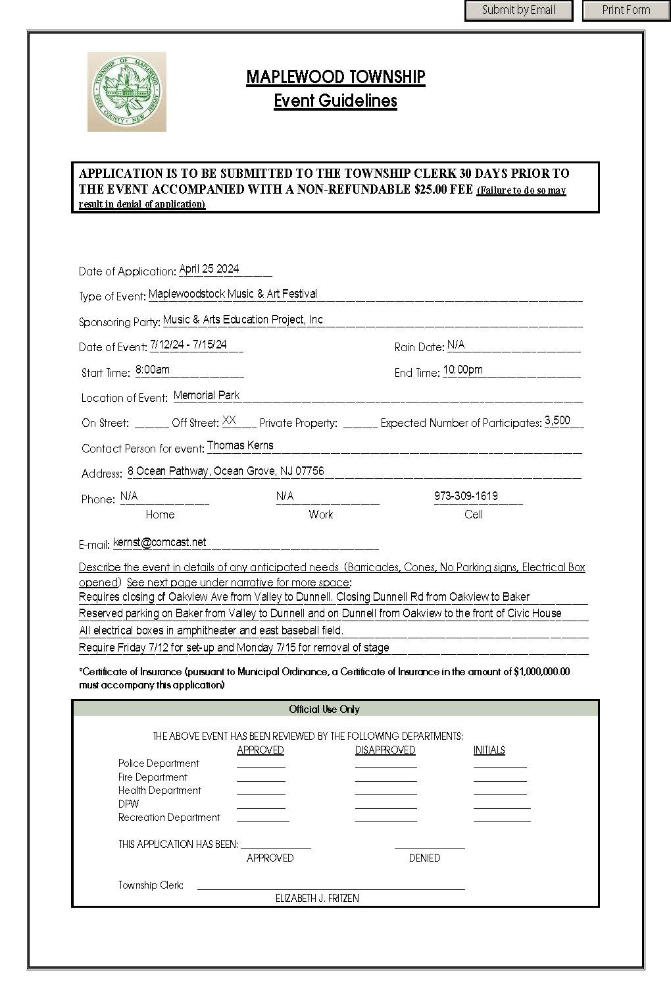 Submit by Email Print Form
TOWNSHIP OF MAPLEWOOD
ESSEX COUNTY · NEW JERSEY
MAPLEWOOD TOWNSHIP
Event Guidelines
APPLICATION IS TO BE SUBMITTED TO THE TOWNSHIP CLERK 30 DAYS PRIOR TO
THE EVENT ACCOMPANIED WITH A NON-REFUNDABLE $25.00 FEE (Failure to do so may
result in denial of application)
Date of Application: April 25 2024
Type of Event: Maplewoodstock Music & Art Festival
Sponsoring Party: Music & Arts Education Project, Inc
Date of Event: 7/12/24 - 7/15/24 Rain Date: N/A
Start Time: 8:00am End Time: 10:00pm
Location of Event: Memorial Park
On Street: ______ Off Street: XX Private Property: ______ Expected Number of Participates: 3,500
Contact Person for event: Thomas Kerns
Address: 8 Ocean Pathway, Ocean Grove, NJ 07756
Phone: N/A N/A 973-309-1619
Home Work Cell
E-mail: kernst@comcast.net
Describe the event in details of any anticipated needs (Barricades, Cones, No Parking signs, Electrical Box
opened) See next page under narrative for more space:
Requires closing of Oakview Ave from Valley to Dunnell. Closing Dunnell Rd from Oakview to Baker
Reserved parking on Baker from Valley to Dunnell and on Dunnell from Oakview to the front of Civic House
All electrical boxes in amphitheater and east baseball field.
Require Friday 7/12 for set-up and Monday 7/15 for removal of stage
*Certificate of Insurance (pursuant to Municipal Ordinance, a Certificate of Insurance in the amount of $1,000,000.00
must accompany this application)
Official Use Only
THE ABOVE EVENT HAS BEEN REVIEWED BY THE FOLLOWING DEPARTMENTS:
APPROVED DISAPPROVED INITIALS
Police Department
Fire Department
Health Department
DPW
Recreation Department
THIS APPLICATION HAS BEEN:
APPROVED DENIED
Township Clerk:
ELIZABETH J. FRITZEN